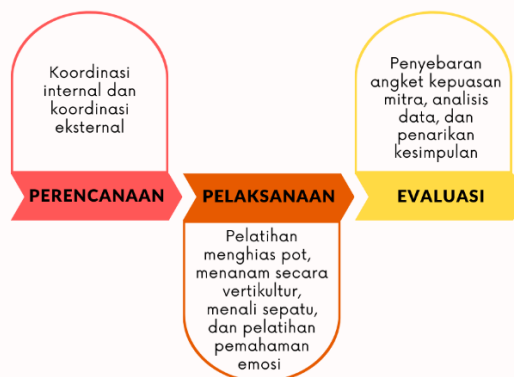 Koordinasi
internal dan
koordinasi
eksternal
PERENCANAAN
PELAKSANAAN
Pelatihan
menghias pot,
menanam secara
vertikultur,
menali sepatu,
dan pelatihan
pemahaman
emosi
Penyebaran
angket kepuasan
mitra, analisis
data, dan
penarikan
kesimpulan
EVALUASI